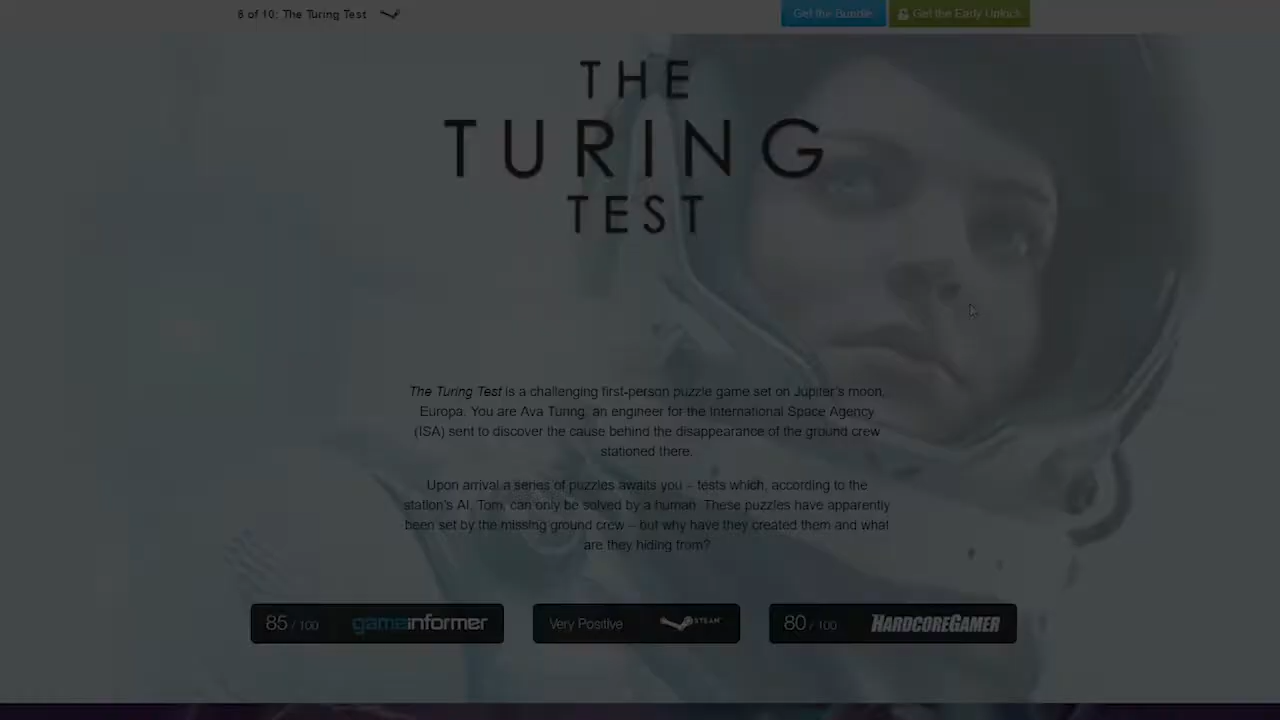 6 of 10: The Turing Test
Get the Bundle
Get the Early Unlock
THE
TURING
TEST
The Turing Test is a challenging first-person puzzle game set on Jupiter's moon,
Europa. You are Ava Turing, an engineer for the International Space Agency
(ISA) sent to discover the cause behind the disappearance of the ground crew
stationed there.
Upon arrival a series of puzzles awaits you – tests which, according to the
station's AI, Tom, can only be solved by a human. These puzzles have apparently
been set by the missing ground crew – but why have they created them and what
are they hiding from?
85 / 100 gameinformer
Very Positive STEAM
80 / 100 HARDCOREGAMER